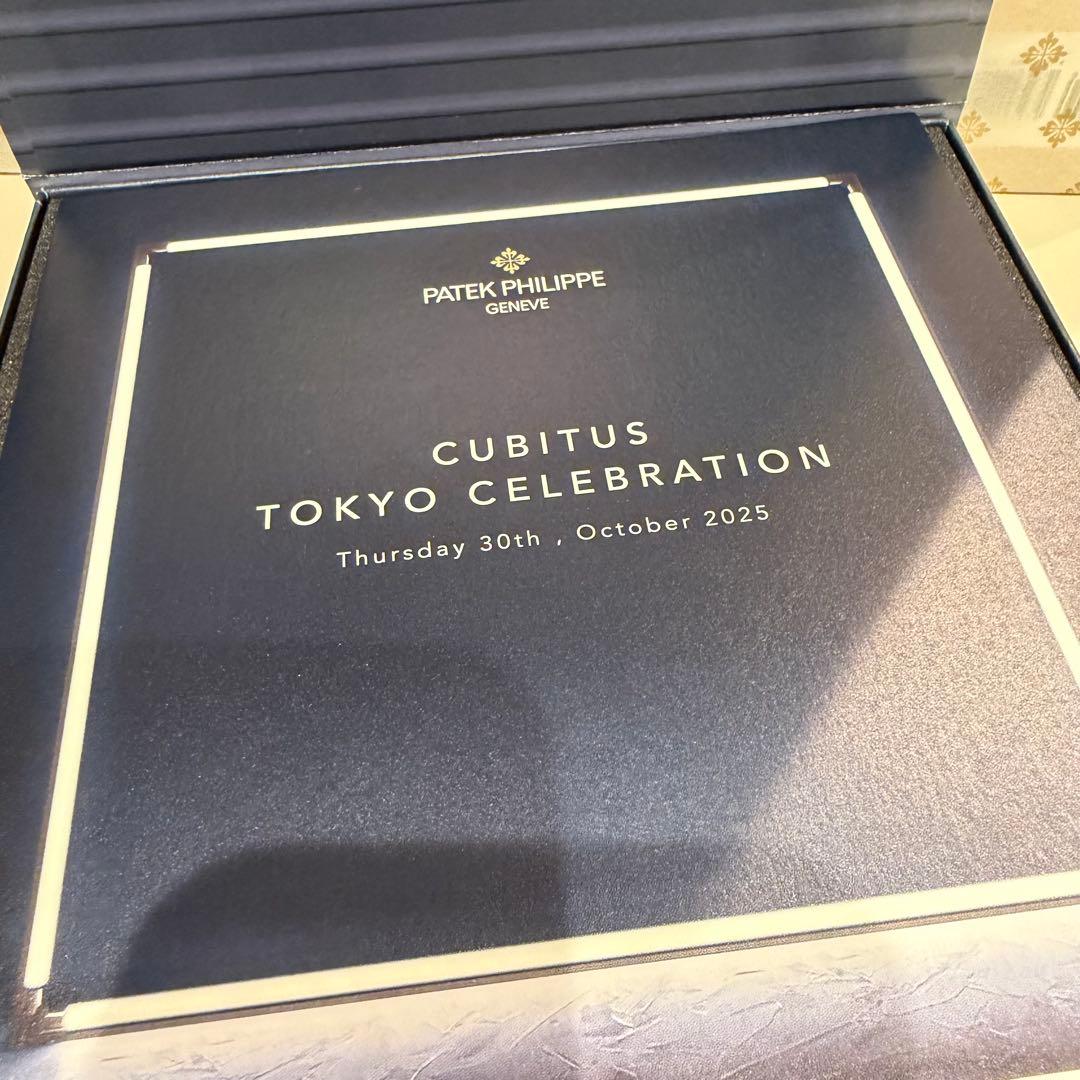 PATEK PHILIPPE
GENEVE
CUBITUS
TOKYO CELEBRATION
Thursday 30th , October 2025